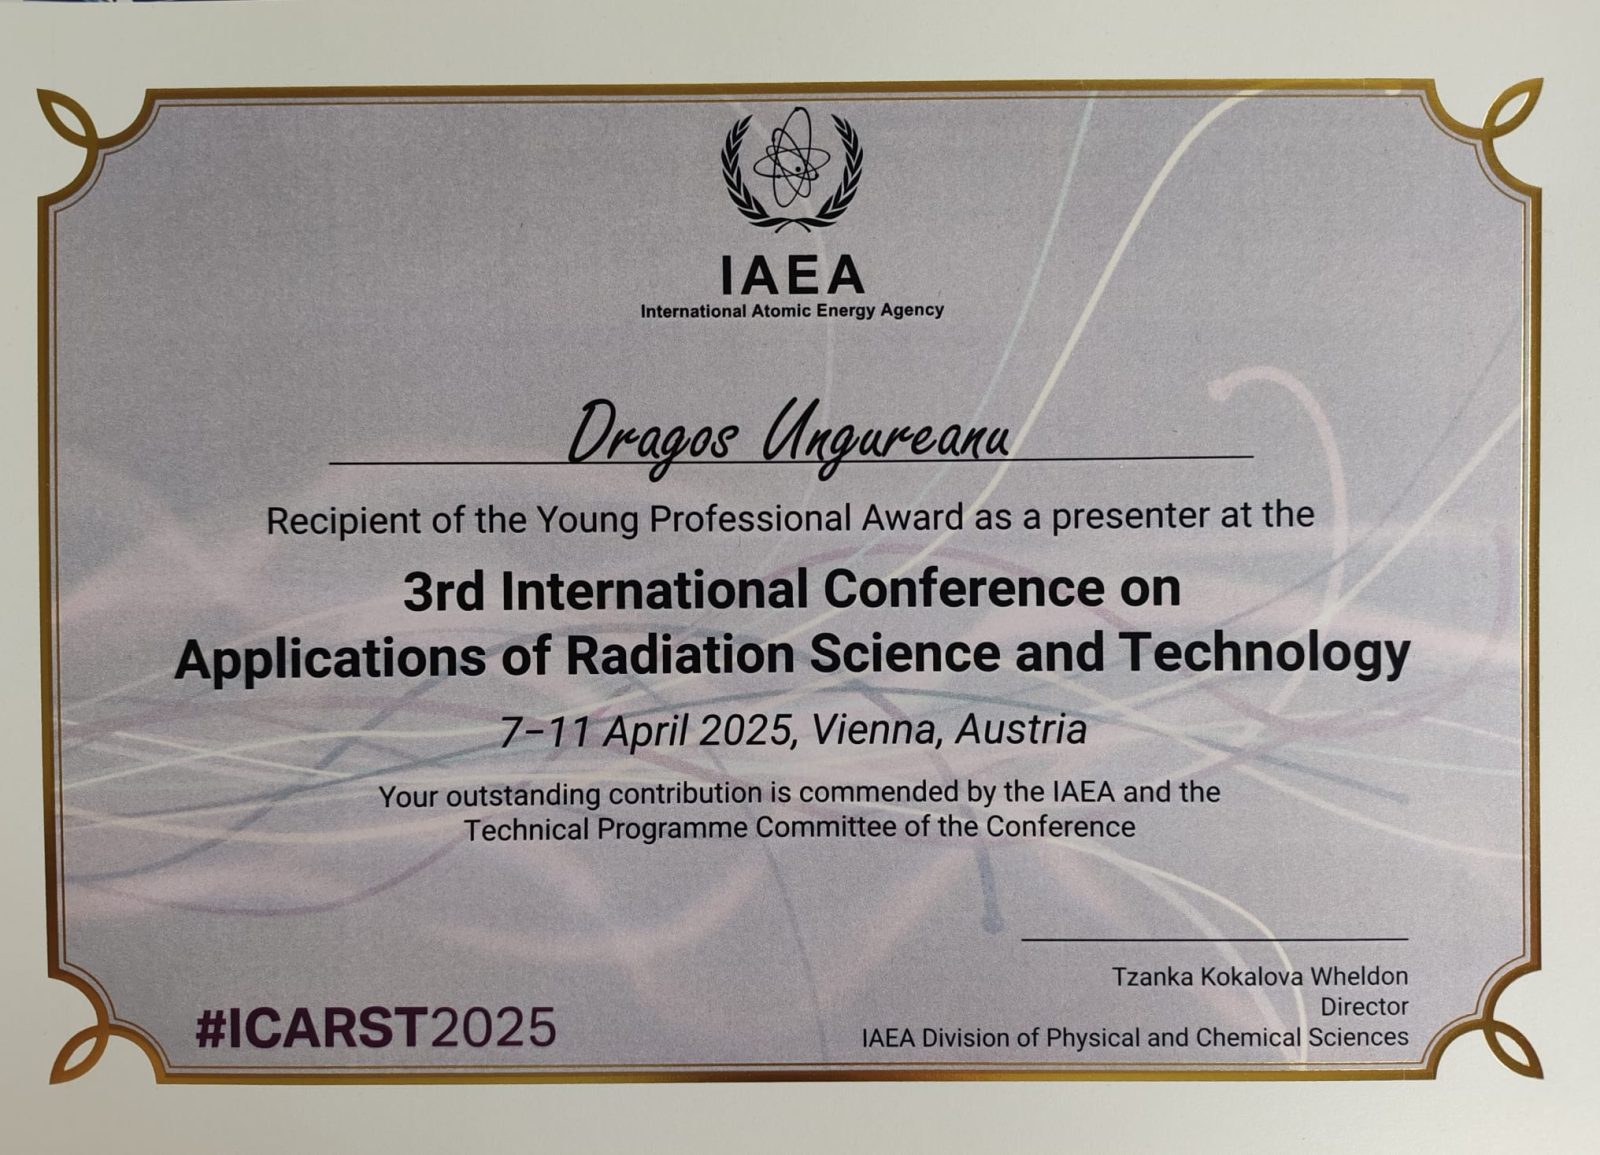 IAEA
International Atomic Energy Agency
Dragos Ungureanu
Recipient of the Young Professional Award as a presenter at the
3rd International Conference on
Applications of Radiation Science and Technology
7–11 April 2025, Vienna, Austria
Your outstanding contribution is commended by the IAEA and the
Technical Programme Committee of the Conference
Tzanka Kokalova Wheldon
Director
IAEA Division of Physical and Chemical Sciences
#ICARST2025